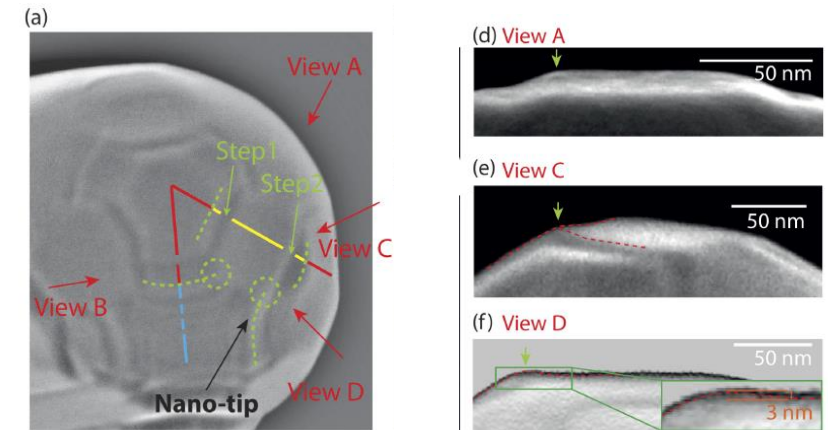 (a)
View A
Step1
Step2
View C
View B
View D
Nano-tip
(d) View A
50 nm
(e) View C
50 nm
(f) View D
50 nm
3 nm